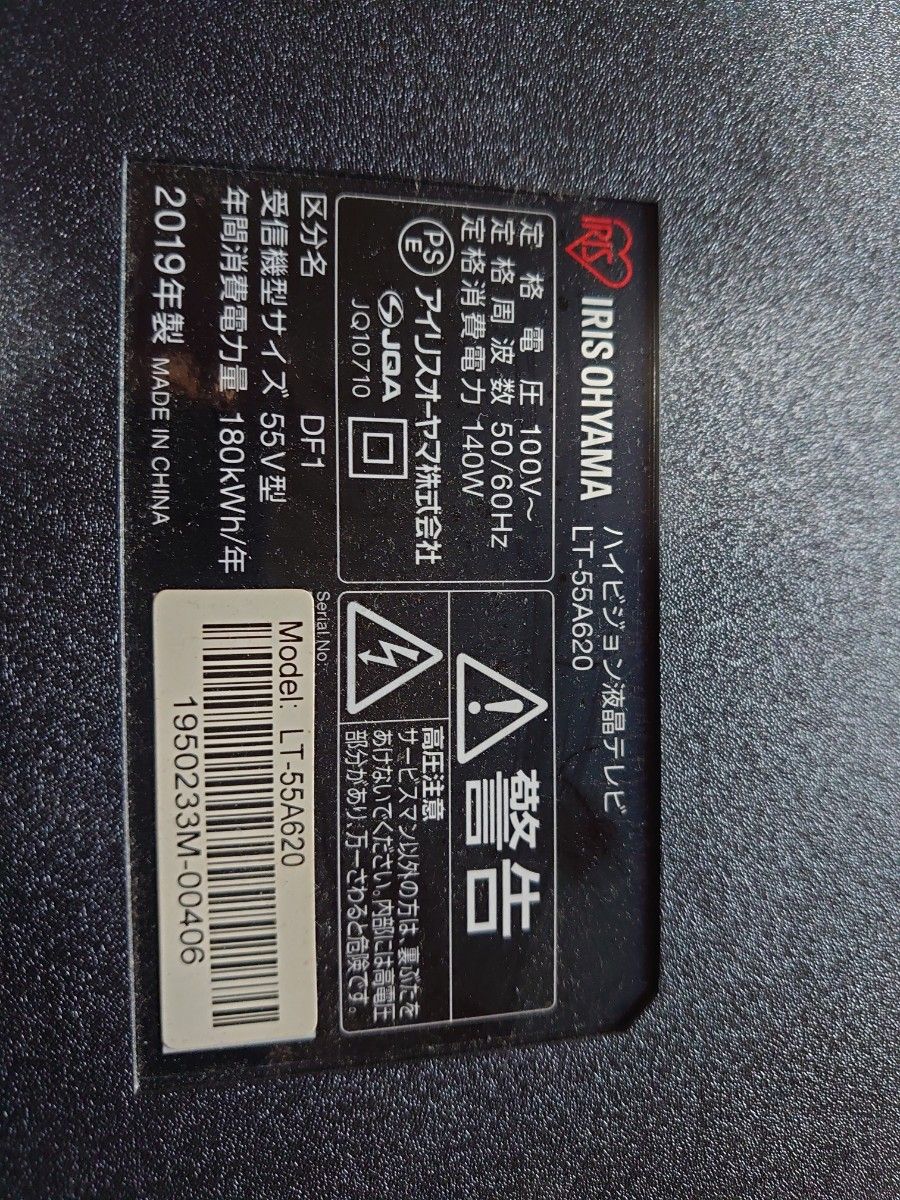 IRIS IRIS OHYAMA
ハイビジョン液晶テレビ
LT-55A620
定格電圧 100V～
定格周波数 50/60Hz
定格消費電力 140W
PSE アイリスオーヤマ株式会社
JQA
JQ10710
警告
高圧注意
サービスマン以外の方は、裏ぶたを
あけないでください。内部には高電圧
部分があり、万一さわると危険です。
区分名 DF1
受信機型サイズ 55V型
年間消費電力量 180kWh/年
2019年製 MADE IN CHINA
Serial.No:
Model: LT-55A620
1950233M-00406